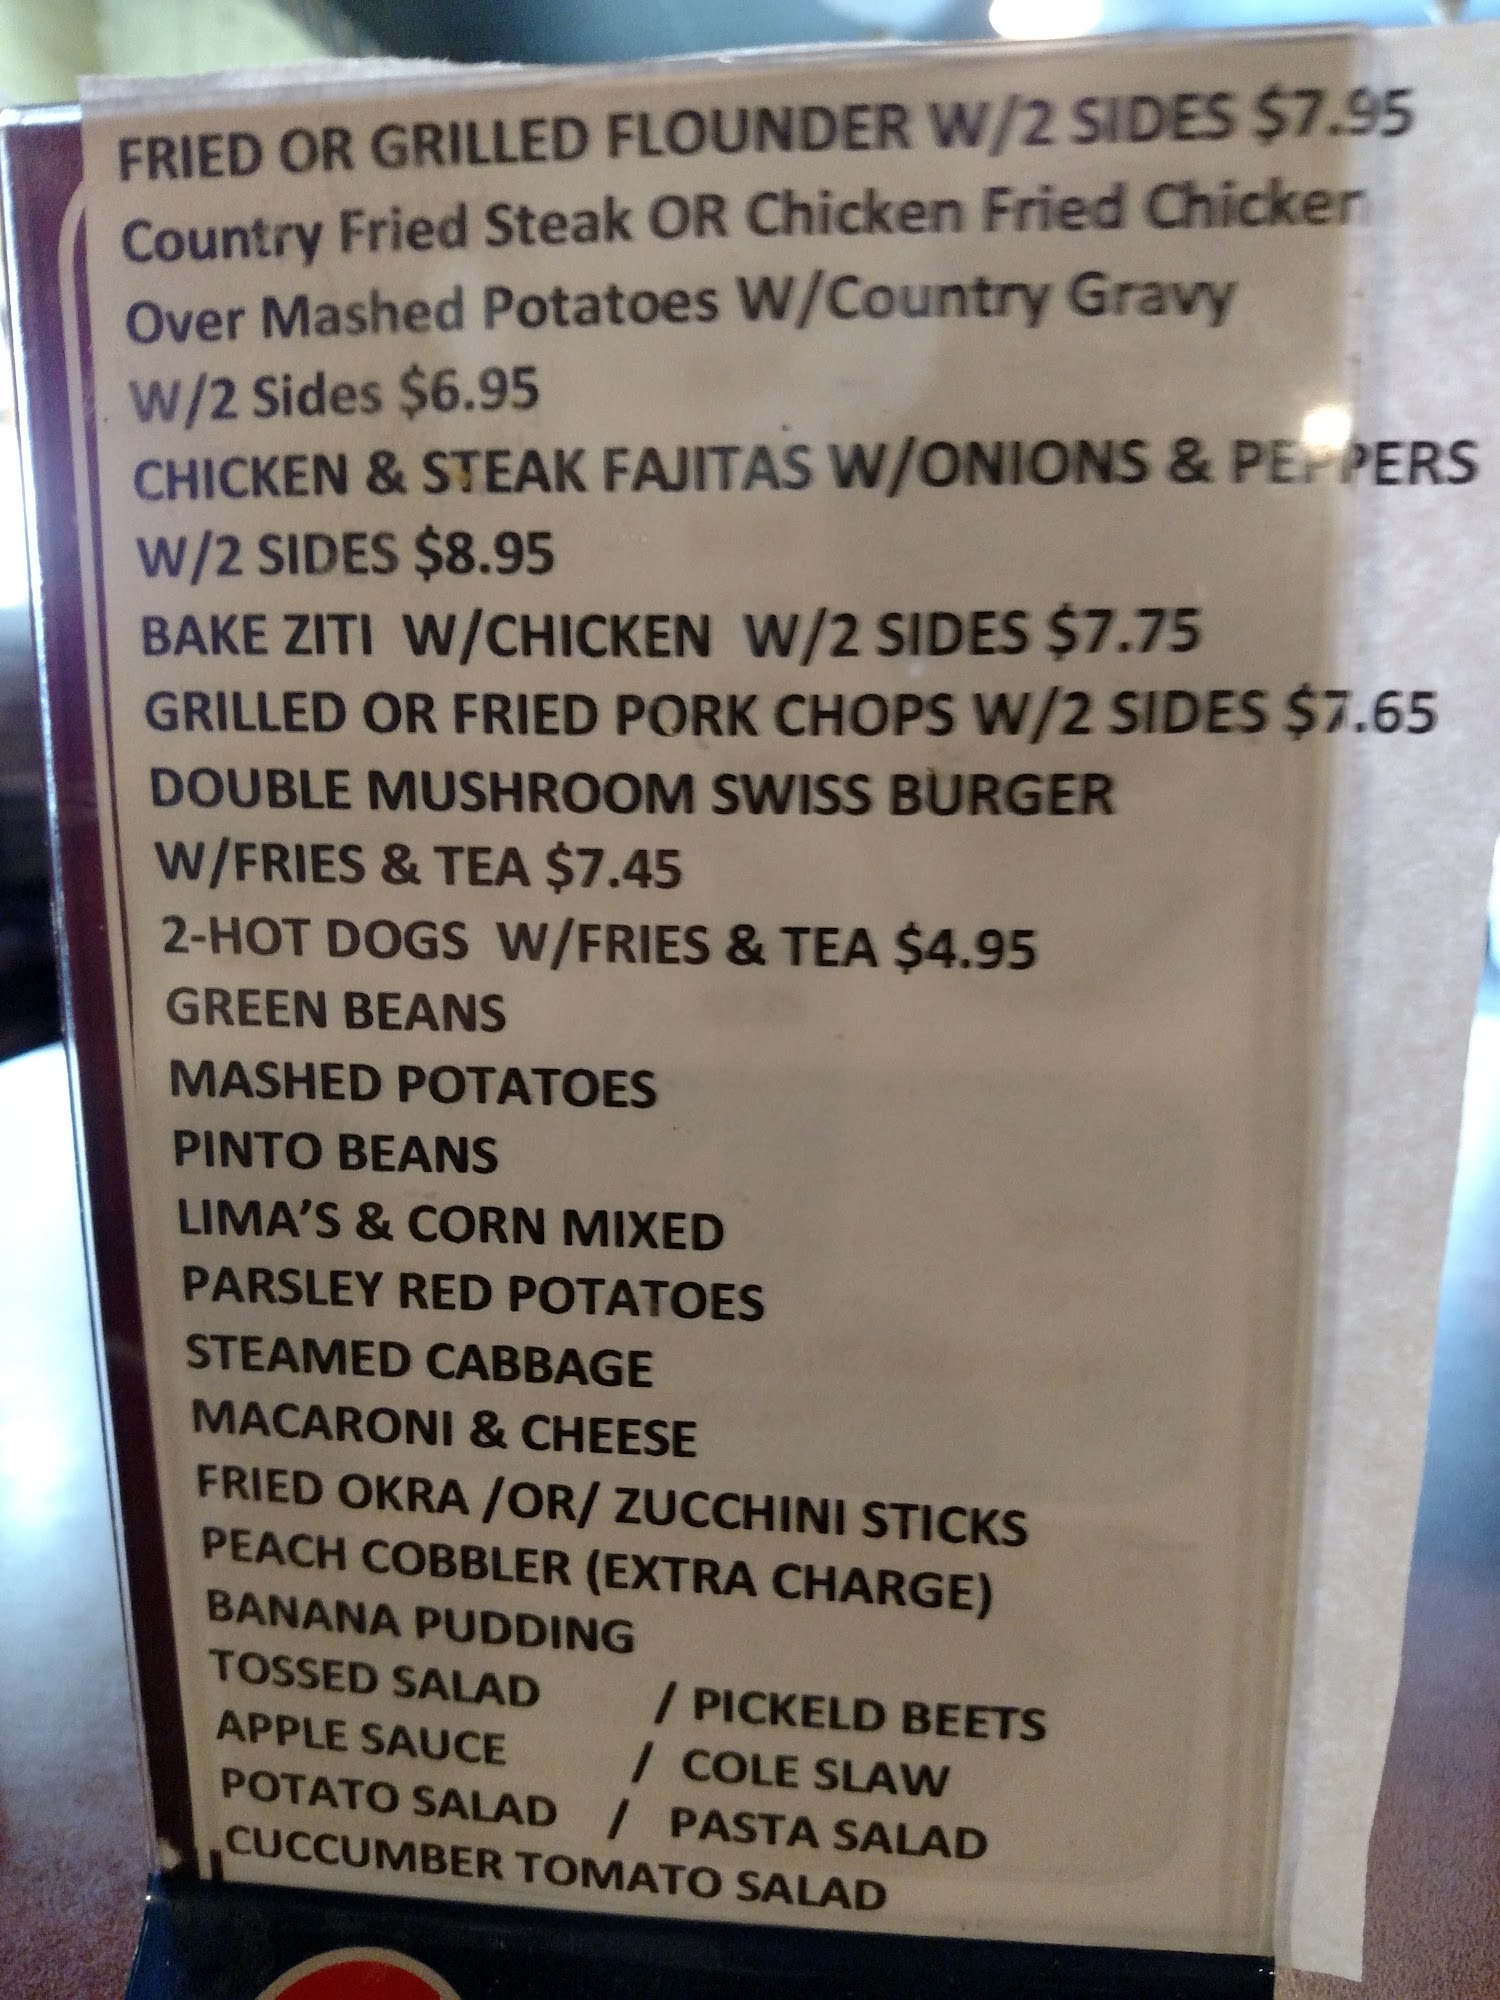 FRIED OR GRILLED FLOUNDER W/2 SIDES $7.95
Country Fried Steak OR Chicken Fried Chicken
Over Mashed Potatoes W/Country Gravy
W/2 Sides $6.95
CHICKEN & STEAK FAJITAS W/ONIONS & PEPPERS
W/2 SIDES $8.95
BAKE ZITI W/CHICKEN W/2 SIDES $7.75
GRILLED OR FRIED PORK CHOPS W/2 SIDES $7.65
DOUBLE MUSHROOM SWISS BURGER
W/FRIES & TEA $7.45
2-HOT DOGS W/FRIES & TEA $4.95
GREEN BEANS
MASHED POTATOES
PINTO BEANS
LIMA'S & CORN MIXED
PARSLEY RED POTATOES
STEAMED CABBAGE
MACARONI & CHEESE
FRIED OKRA /OR/ ZUCCHINI STICKS
PEACH COBBLER (EXTRA CHARGE)
BANANA PUDDING
TOSSED SALAD / PICKELD BEETS
APPLE SAUCE / COLE SLAW
POTATO SALAD / PASTA SALAD
CUCCUMBER TOMATO SALAD